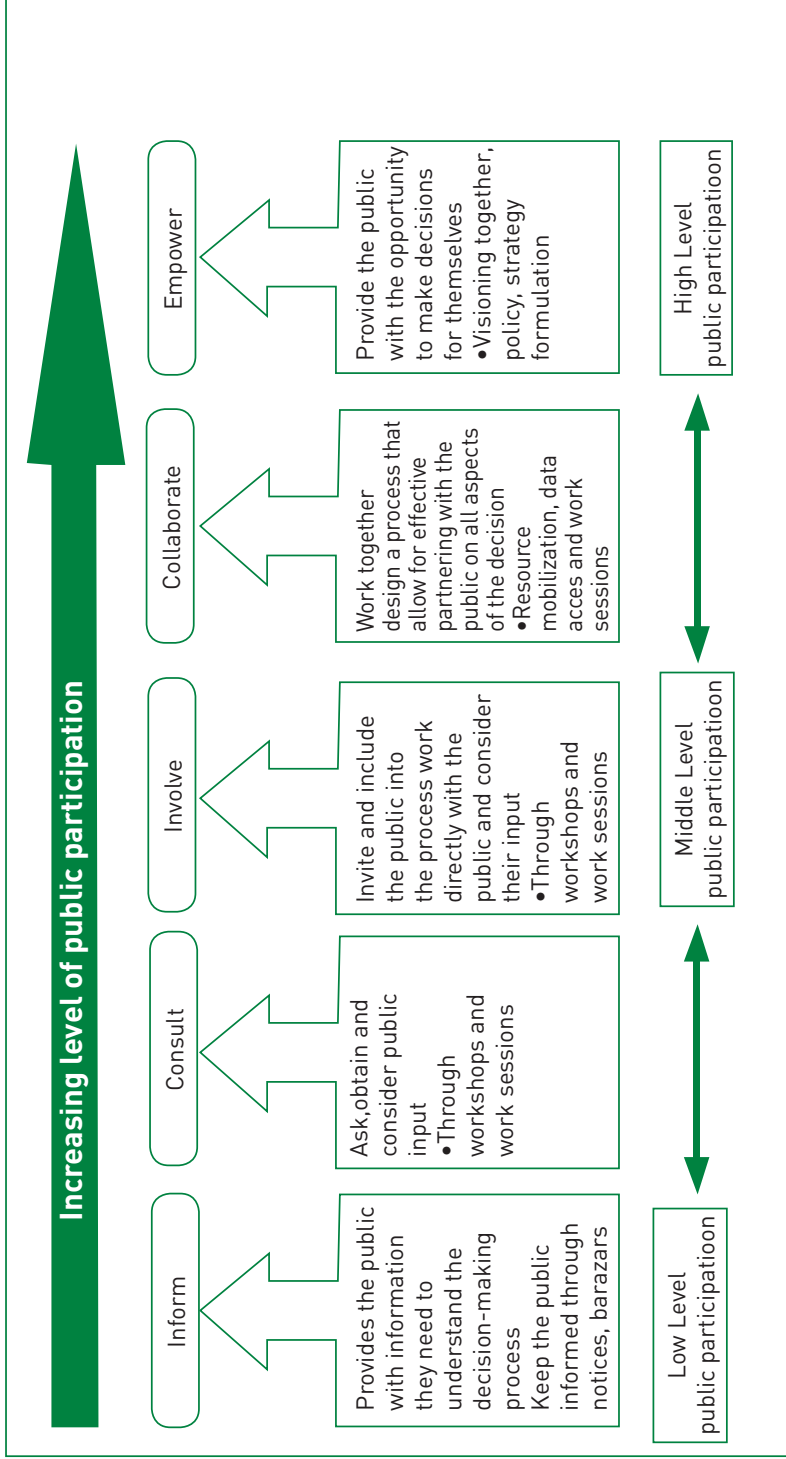 Increasing level of public participation
Inform
Consult
Involve
Collaborate
Empower
Provides the public
with information
they need to
understand the
decision-making
process
Keep the public
informed through
notices, barazars
Ask,obtain and
consider public
input
•Through
workshops and
work sessions
Invite and include
the public into
the process work
directly with the
public and consider
their input
•Through
workshops and
work sessions
Work together
design a process that
allow for effective
partnering with the
public on all aspects
of the decision
•Resource
mobilization, data
acces and work
sessions
Provide the public
with the opportunity
to make decisions
for themselves
•Visioning together,
policy, strategy
formulation
Low Level
public participatioon
Middle Level
public participatioon
High Level
public participatioon